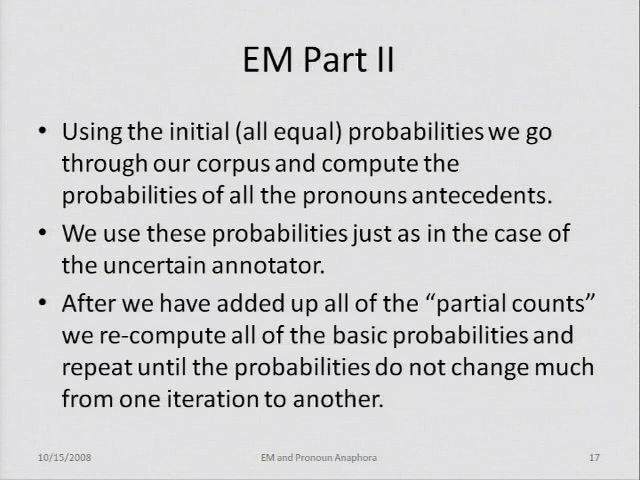 EM Part II
• Using the initial (all equal) probabilities we go
through our corpus and compute the
probabilities of all the pronouns antecedents.
• We use these probabilities just as in the case of
the uncertain annotator.
• After we have added up all of the “partial counts”
we re-compute all of the basic probabilities and
repeat until the probabilities do not change much
from one iteration to another.
10/15/2008 EM and Pronoun Anaphora 17